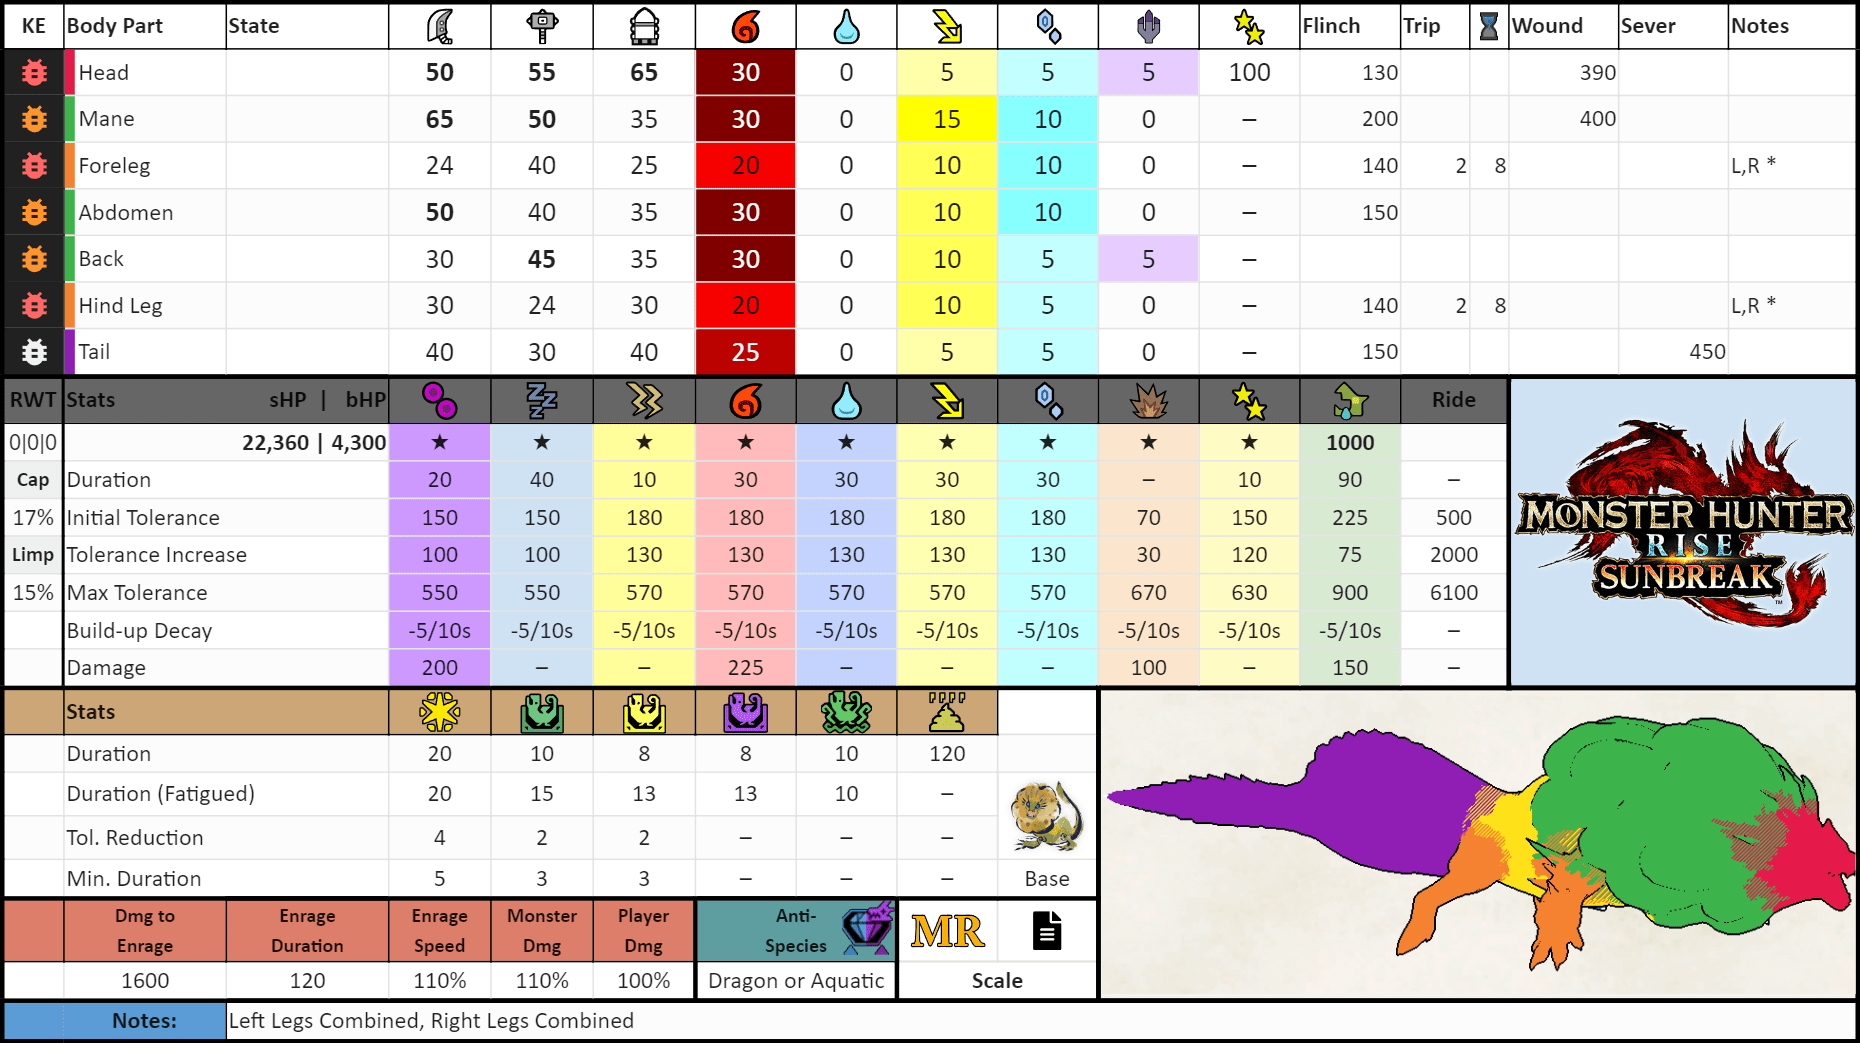 KE Body Part State Flinch Trip Wound Sever Notes
Head 50 55 65 30 0 5 5 5 100 130 390
Mane 65 50 35 30 0 15 10 0 – 200 400
Foreleg 24 40 25 20 0 10 10 0 – 140 2 8 L,R *
Abdomen 50 40 35 30 0 10 10 0 – 150
Back 30 45 35 30 0 10 5 5 –
Hind Leg 30 24 30 20 0 10 5 0 – 140 2 8 L,R *
Tail 40 30 40 25 0 5 5 0 – 150 450
RWT Stats sHP | bHP Ride
0|0|0 22,360 | 4,300 ★ ★ ★ ★ ★ ★ ★ ★ ★ 1000
Cap Duration 20 40 10 30 30 30 30 – 10 90 –
17% Initial Tolerance 150 150 180 180 180 180 180 70 150 225 500
Limp Tolerance Increase 100 100 130 130 130 130 130 30 120 75 2000
15% Max Tolerance 550 550 570 570 570 570 570 670 630 900 6100
Build-up Decay -5/10s -5/10s -5/10s -5/10s -5/10s -5/10s -5/10s -5/10s -5/10s -5/10s –
Damage 200 – – 225 – – – 100 – 150 –
MONSTER HUNTER
RISE
SUNBREAK™
Stats
Duration 20 10 8 8 10 120
Duration (Fatigued) 20 15 13 13 10 –
Tol. Reduction 4 2 2 – – –
Min. Duration 5 3 3 – – – Base
Dmg to Enrage Enrage Monster Player Anti-
Enrage Duration Speed Dmg Dmg Species MR
1600 120 110% 110% 100% Dragon or Aquatic Scale
Notes: Left Legs Combined, Right Legs Combined